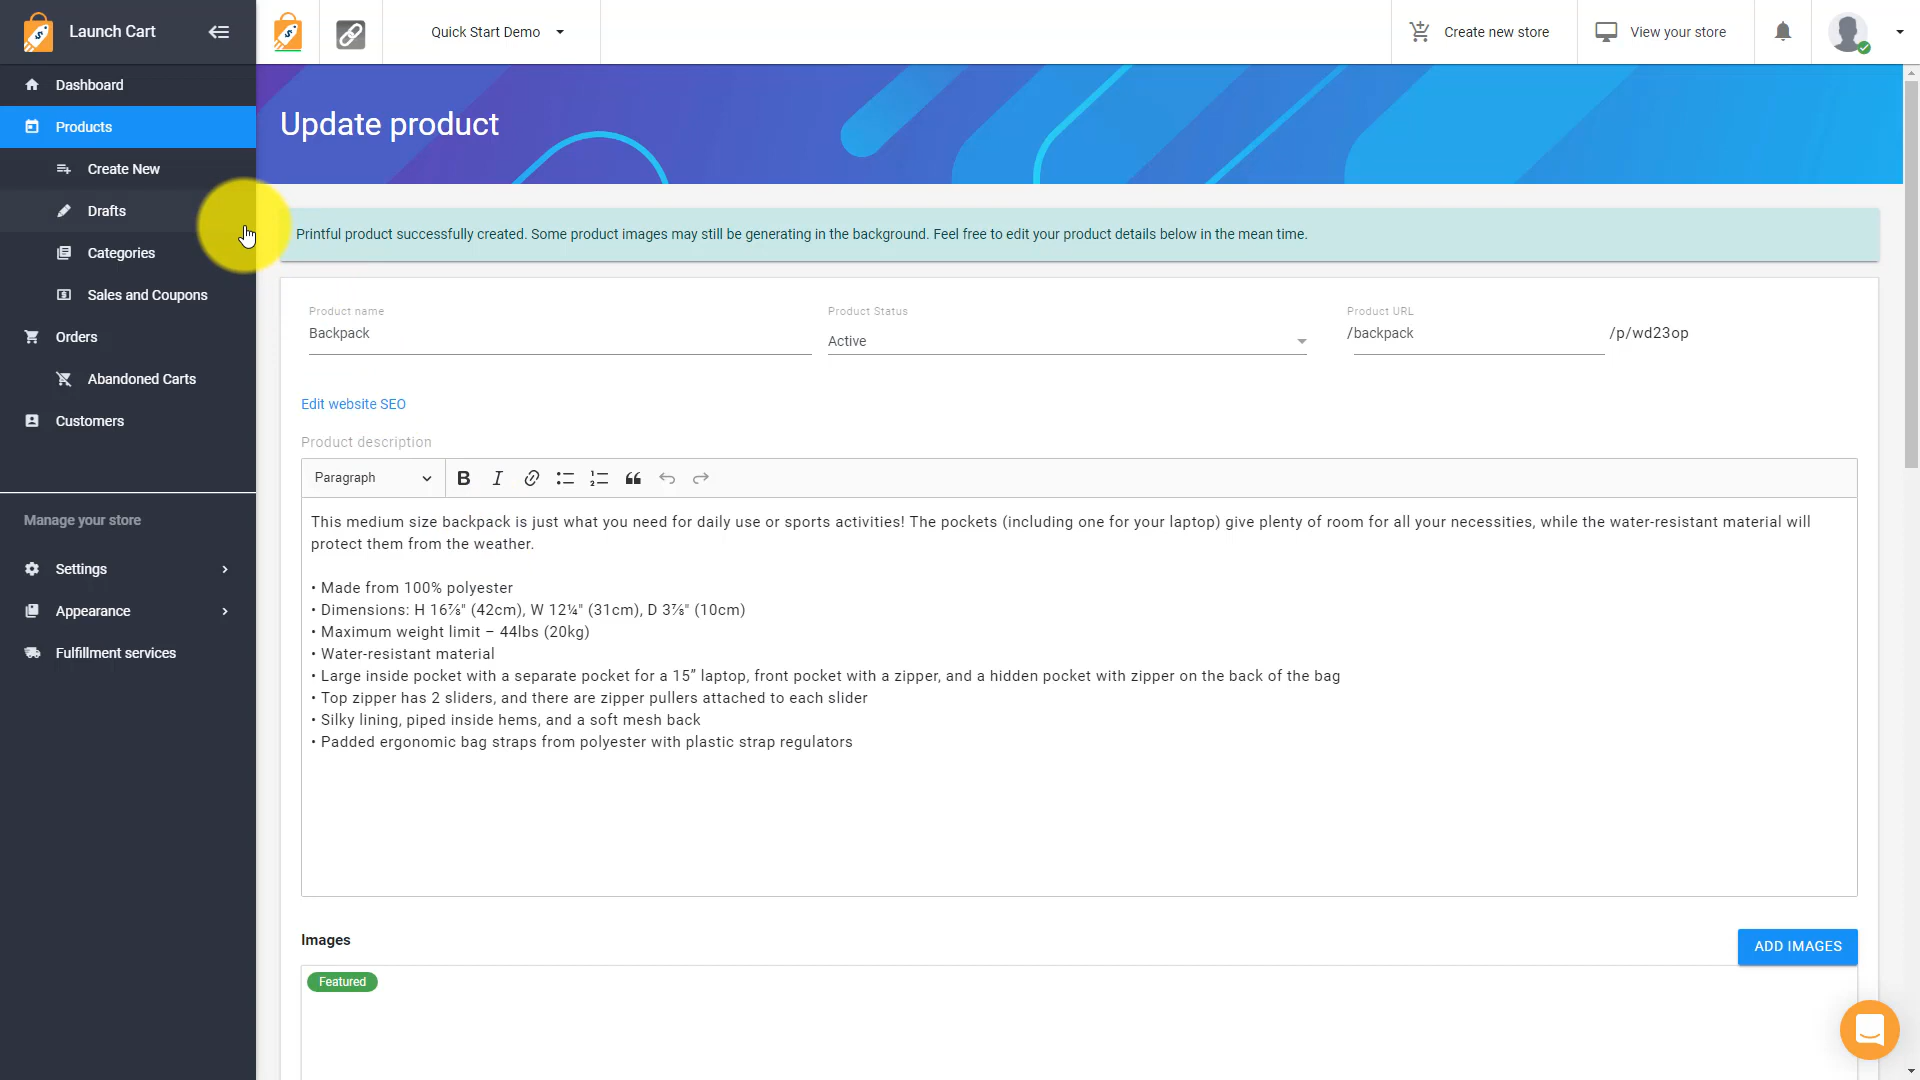 Launch Cart
Quick Start Demo
Create new store
View your store
Dashboard
Products
Create New
Drafts
Categories
Sales and Coupons
Orders
Abandoned Carts
Customers
Manage your store
Settings
Appearance
Fulfillment services
Update product
Printful product successfully created. Some product images may still be generating in the background. Feel free to edit your product details below in the mean time.
Product name
Backpack
Product Status
Active
Product URL
/backpack
/p/wd23op
Edit website SEO
Product description
Paragraph
This medium size backpack is just what you need for daily use or sports activities! The pockets (including one for your laptop) give plenty of room for all your necessities, while the water-resistant material will
protect them from the weather.
• Made from 100% polyester
• Dimensions: H 16⅞" (42cm), W 12¼" (31cm), D 3⅞" (10cm)
• Maximum weight limit – 44lbs (20kg)
• Water-resistant material
• Large inside pocket with a separate pocket for a 15” laptop, front pocket with a zipper, and a hidden pocket with zipper on the back of the bag
• Top zipper has 2 sliders, and there are zipper pullers attached to each slider
• Silky lining, piped inside hems, and a soft mesh back
• Padded ergonomic bag straps from polyester with plastic strap regulators
Images
ADD IMAGES
Featured